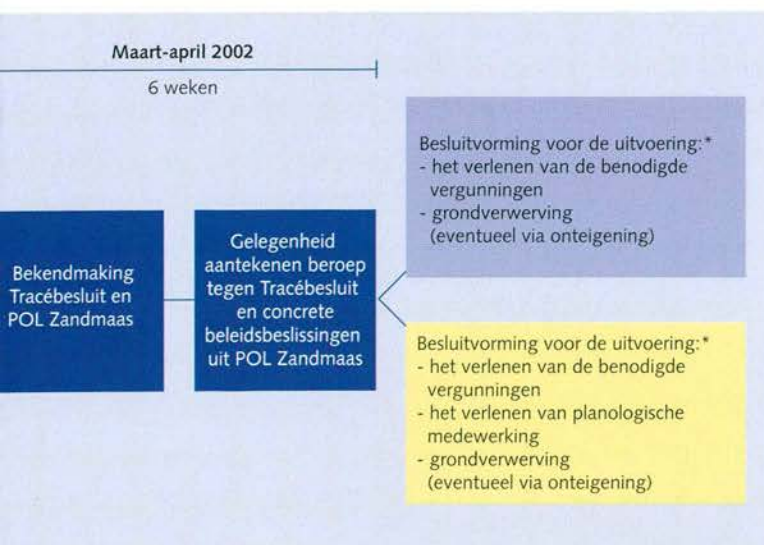 Maart-april 2002
6 weken
Bekendmaking
Tracébesluit en
POL Zandmaas
Gelegenheid
aantekenen beroep
tegen Tracébesluit
en concrete
beleidsbeslissingen
uit POL Zandmaas
Besluitvorming voor de uitvoering:*
- het verlenen van de benodigde
vergunningen
- grondverwerving
(eventueel via onteigening)
Besluitvorming voor de uitvoering:*
- het verlenen van de benodigde
vergunningen
- het verlenen van planologische
medewerking
- grondverwerving
(eventueel via onteigening)